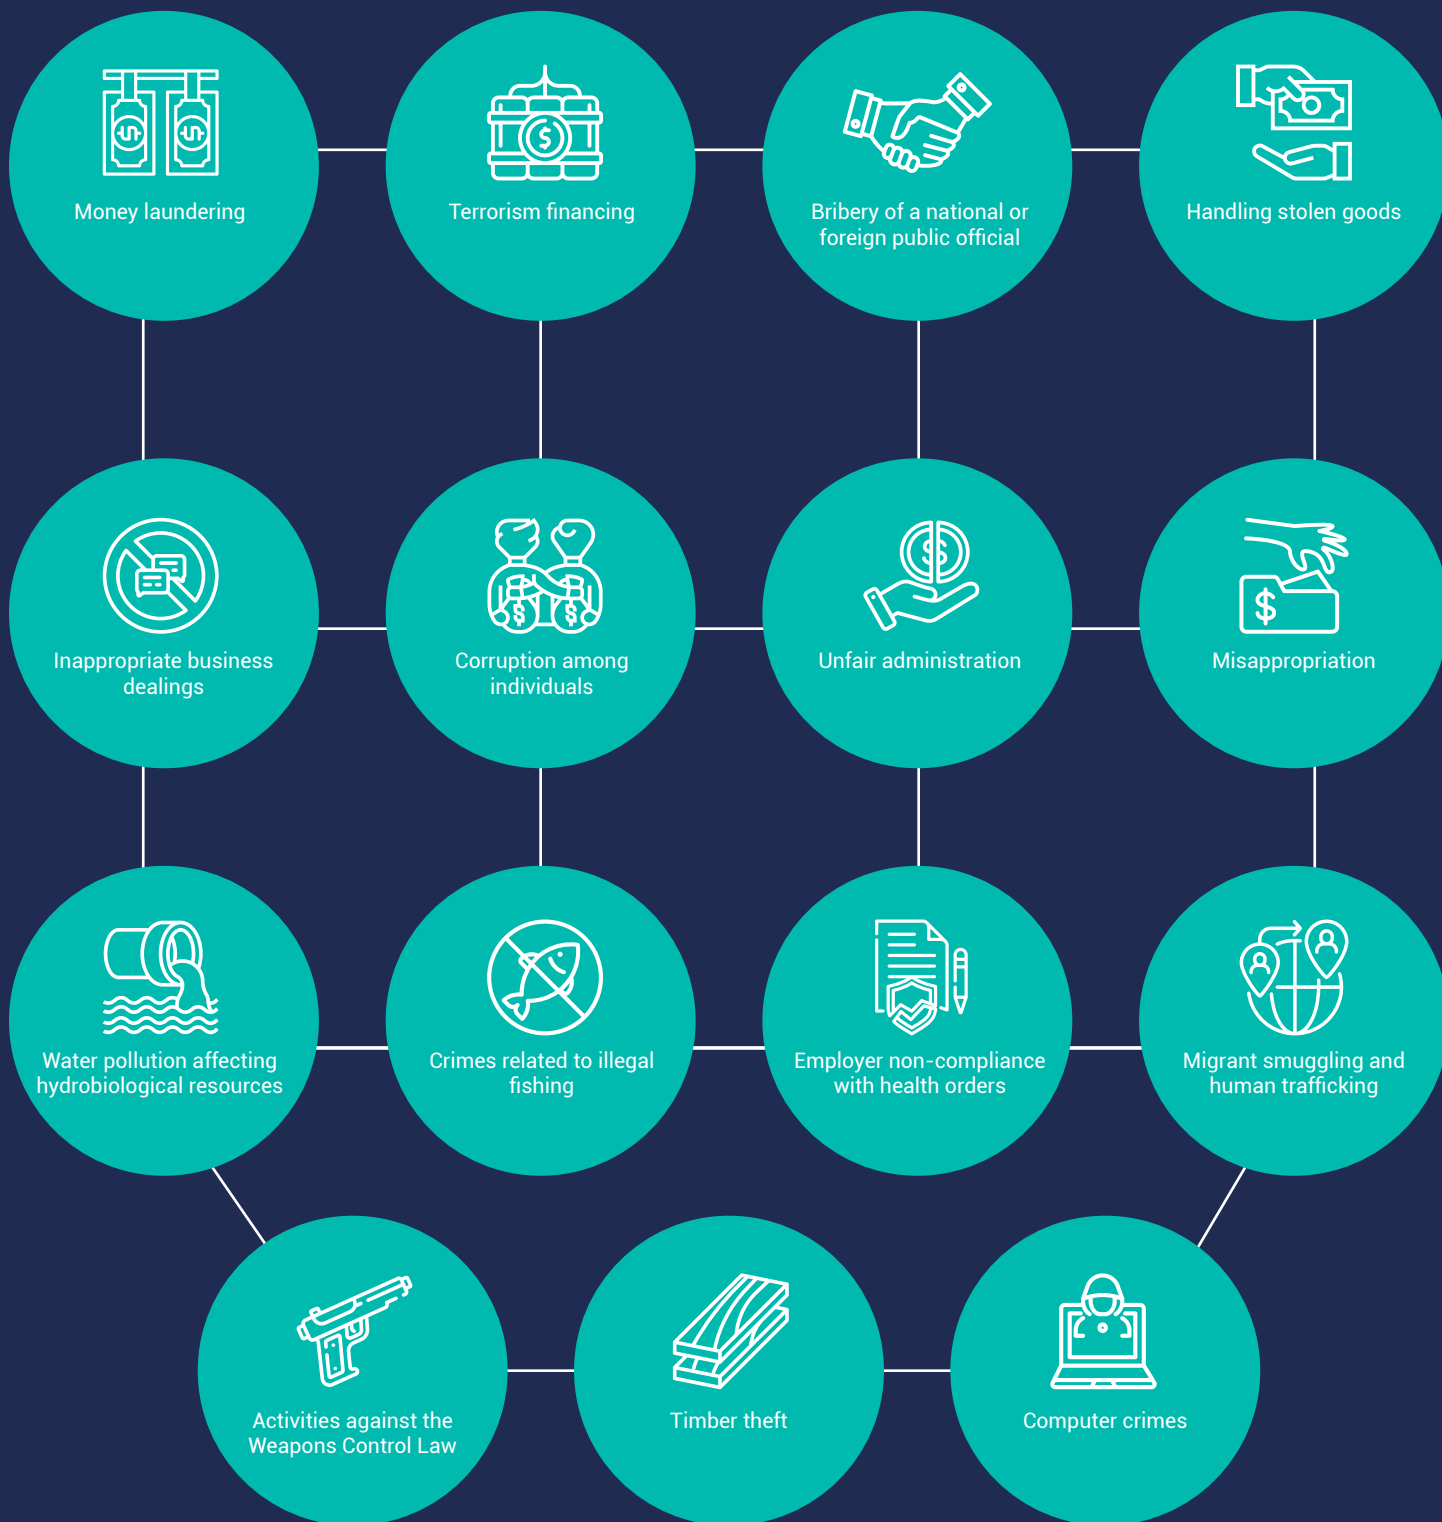 Money laundering
Terrorism financing
Bribery of a national or
foreign public official
Handling stolen goods
Inappropriate business
dealings
Corruption among
individuals
Unfair administration
Misappropriation
Water pollution affecting
hydrobiological resources
Crimes related to illegal
fishing
Employer non-compliance
with health orders
Migrant smuggling and
human trafficking
Activities against the
Weapons Control Law
Timber theft
Computer crimes